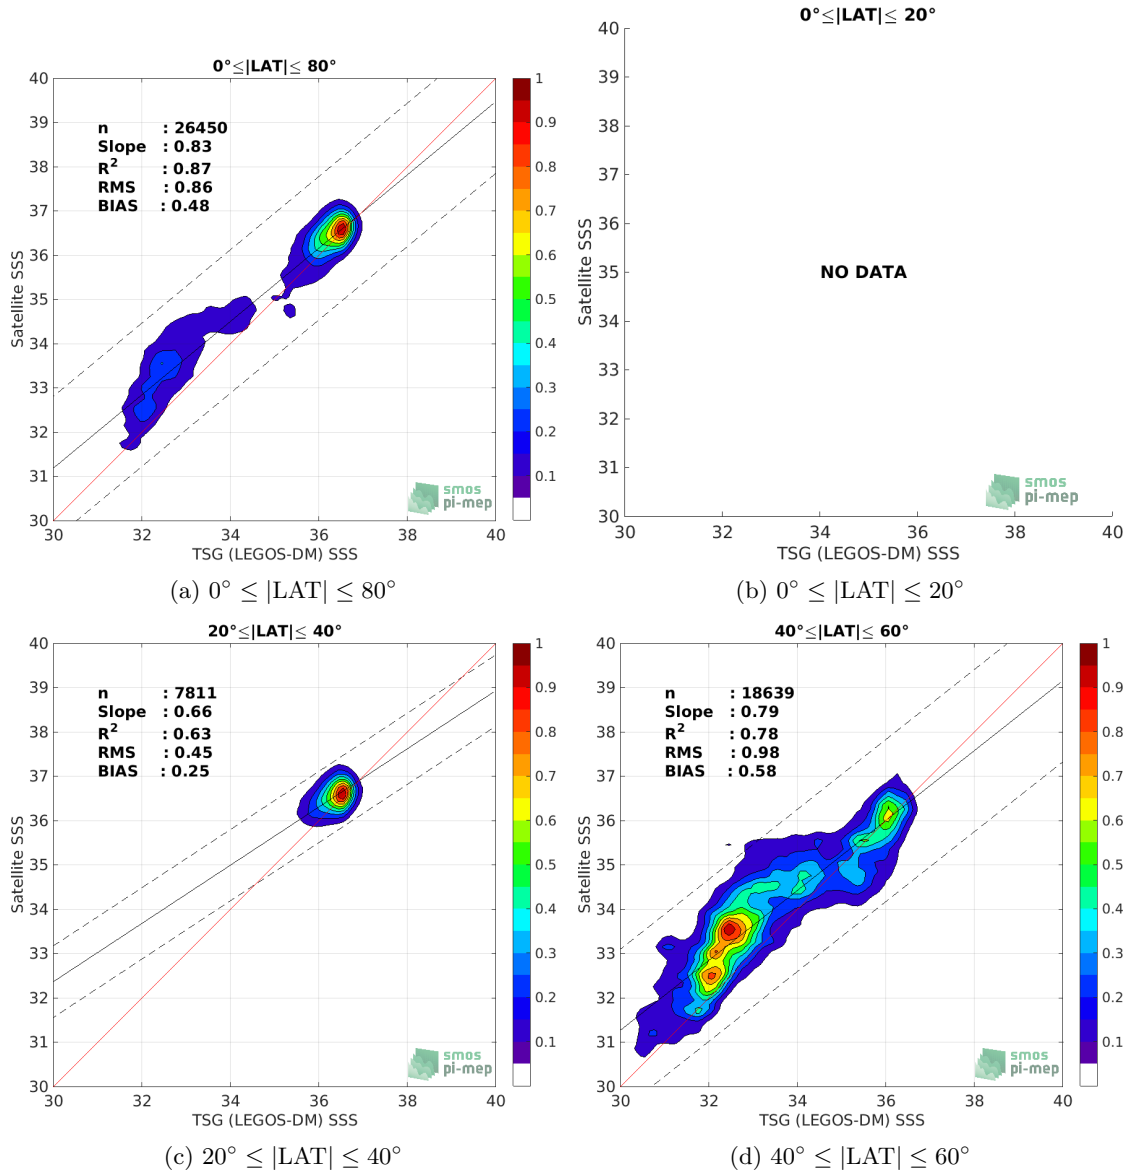 0°≤|LAT|≤ 80°
n : 26450
Slope : 0.83
R² : 0.87
RMS : 0.86
BIAS : 0.48
40
39
38
37
36
35
34
33
32
31
30
30 32 34 36 38 40
1
0.9
0.8
0.7
0.6
0.5
0.4
0.3
0.2
0.1
Satellite SSS
TSG (LEGOS-DM) SSS
smos
pi-mep
(a) 0° ≤ |LAT| ≤ 80°
0°≤|LAT|≤ 20°
40
39
38
37
36
35
34
33
32
31
30
30 32 34 36 38 40
Satellite SSS
NO DATA
TSG (LEGOS-DM) SSS
smos
pi-mep
(b) 0° ≤ |LAT| ≤ 20°
20°≤|LAT|≤ 40°
n : 7811
Slope : 0.66
R² : 0.63
RMS : 0.45
BIAS : 0.25
40
39
38
37
36
35
34
33
32
31
30
30 32 34 36 38 40
1
0.9
0.8
0.7
0.6
0.5
0.4
0.3
0.2
0.1
Satellite SSS
TSG (LEGOS-DM) SSS
smos
pi-mep
(c) 20° ≤ |LAT| ≤ 40°
40°≤|LAT|≤ 60°
n : 18639
Slope : 0.79
R² : 0.78
RMS : 0.98
BIAS : 0.58
40
39
38
37
36
35
34
33
32
31
30
30 32 34 36 38 40
1
0.9
0.8
0.7
0.6
0.5
0.4
0.3
0.2
0.1
Satellite SSS
TSG (LEGOS-DM) SSS
smos
pi-mep
(d) 40° ≤ |LAT| ≤ 60°